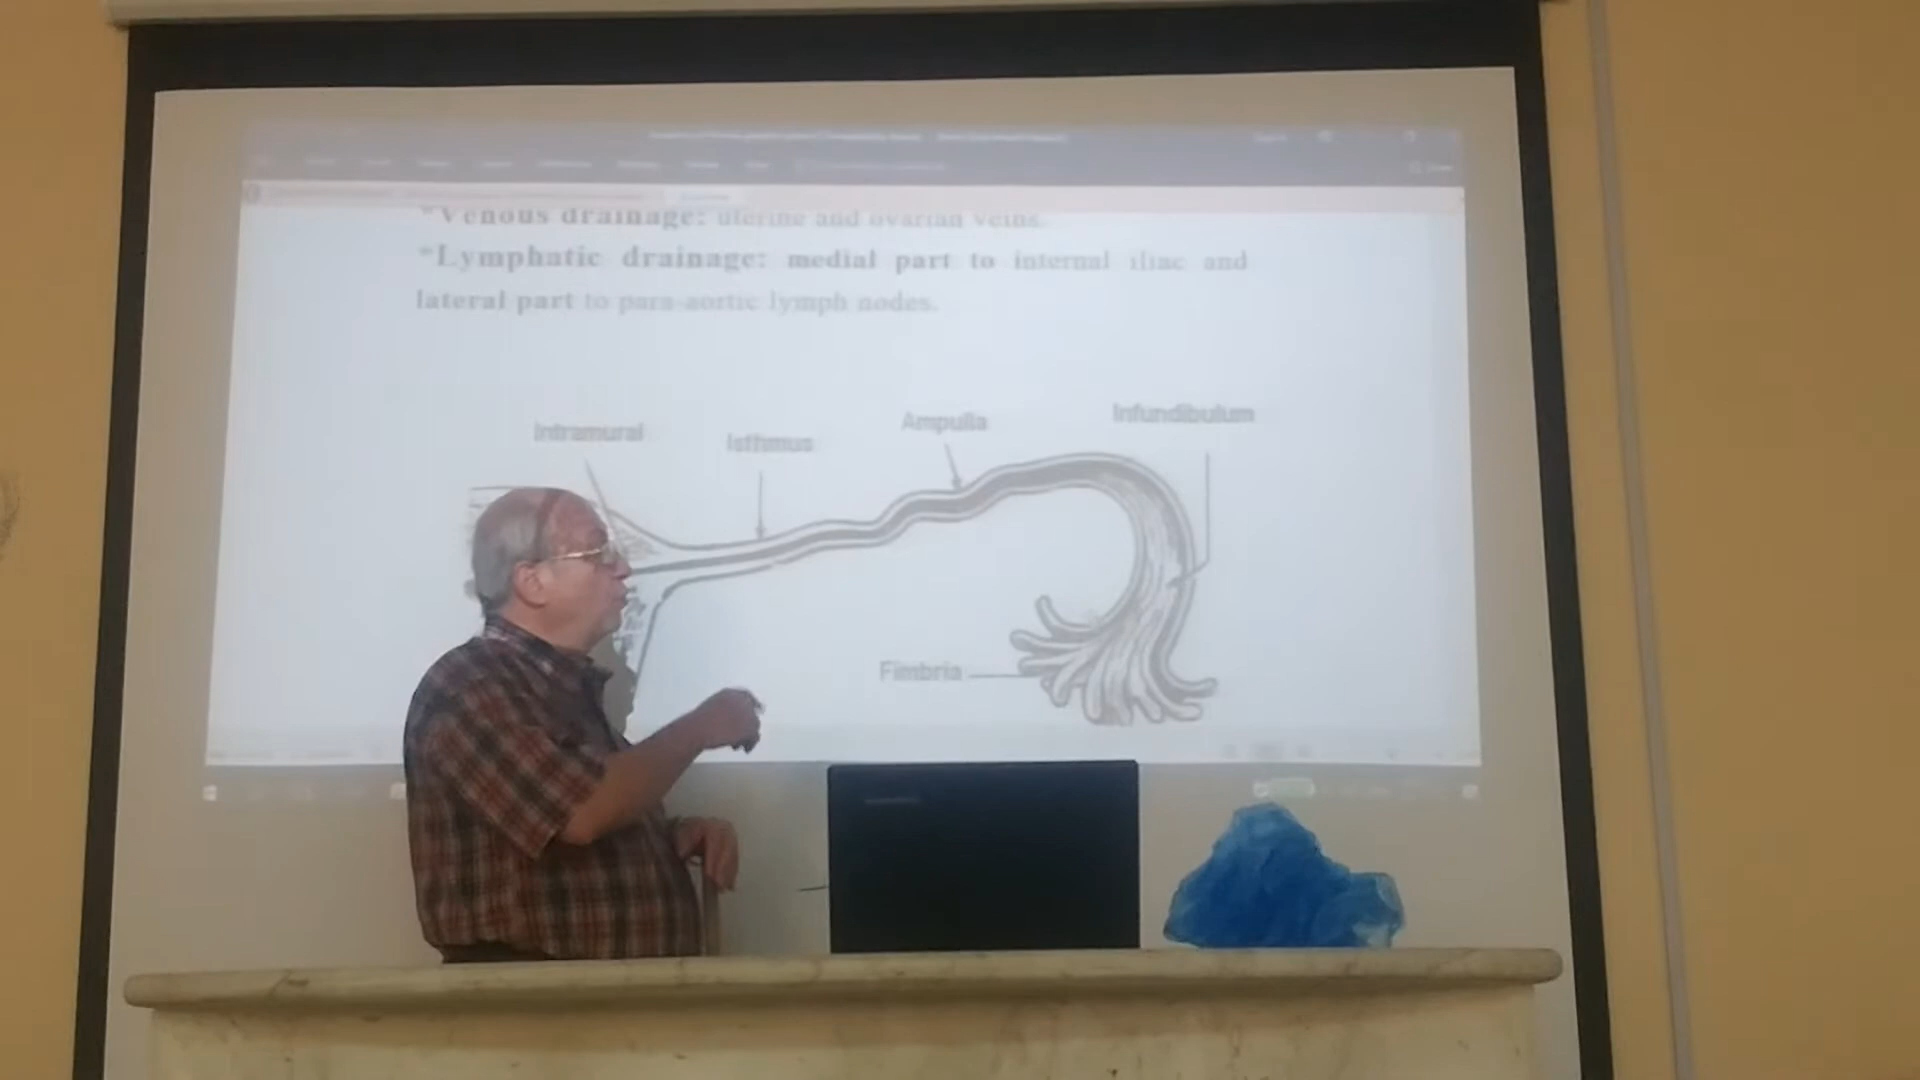 *Venous drainage: uterine and ovarian veins.
*Lymphatic drainage: medial part to internal iliac and
lateral part to para-aortic lymph nodes.
Intramural
Isthmus
Ampulla
Infundibulum
Fimbria